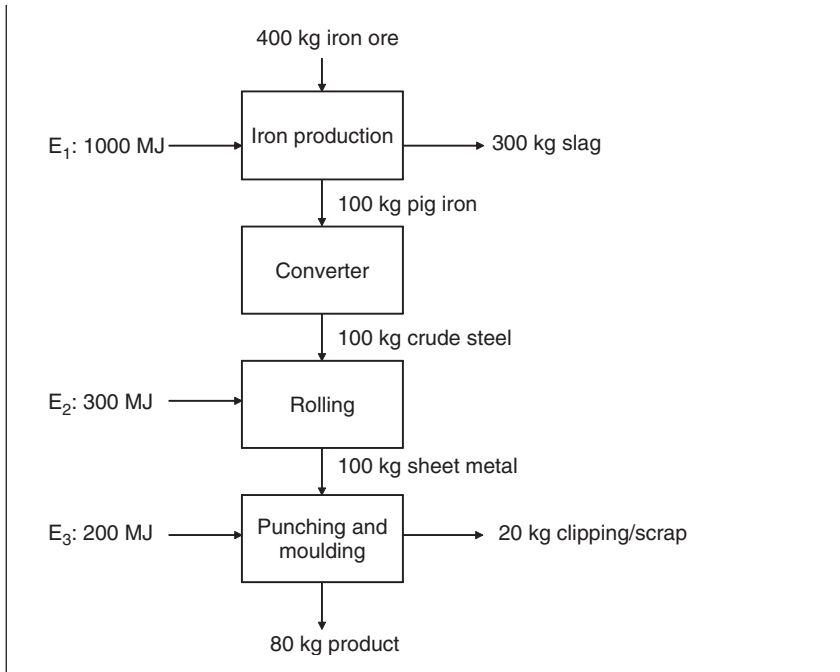 400 kg iron ore
E₁: 1000 MJ
Iron production
300 kg slag
100 kg pig iron
Converter
100 kg crude steel
E₂: 300 MJ
Rolling
100 kg sheet metal
E₃: 200 MJ
Punching and
moulding
20 kg clipping/scrap
80 kg product